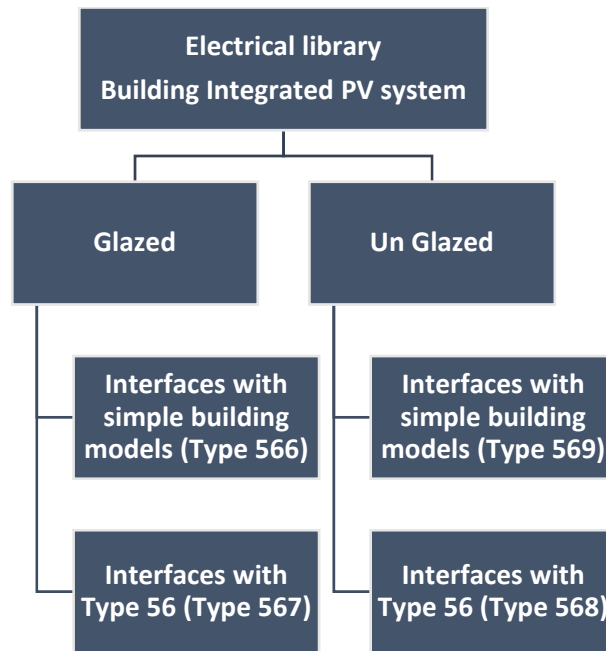 Electrical library
Building Integrated PV system
Glazed
Un Glazed
Interfaces with
simple building
models (Type 566)
Interfaces with
simple building
models (Type 569)
Interfaces with
Type 56 (Type 567)
Interfaces with
Type 56 (Type 568)